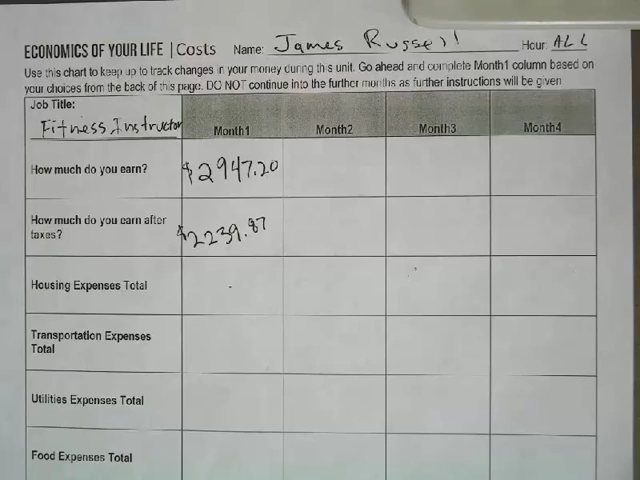 ECONOMICS OF YOUR LIFE | Costs Name: James Russell Hour: ALL
Use this chart to keep up to track changes in your money during this unit. Go ahead and complete Month1 column based on
your choices from the back of this page. DO NOT continue into the further months as further instructions will be given
Job Title:
Fitness Instructor Month1 Month2 Month3 Month4
How much do you earn? $2947.20
How much do you earn after
taxes? $2239.87
Housing Expenses Total
Transportation Expenses
Total
Utilities Expenses Total
Food Expenses Total